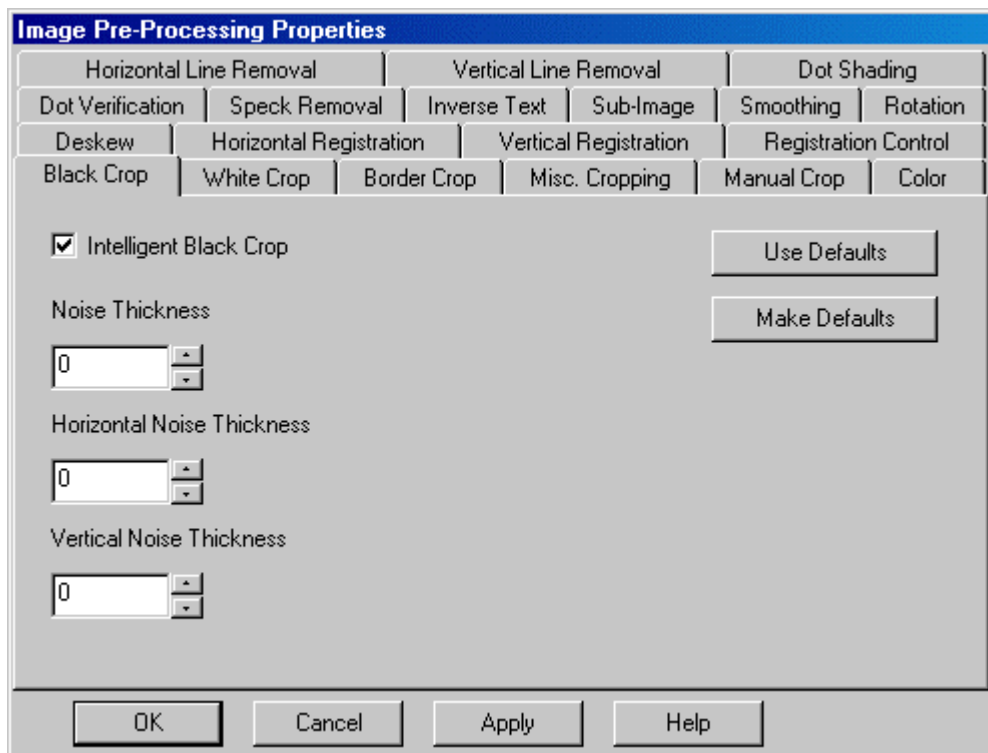 Image Pre-Processing Properties
Horizontal Line Removal Vertical Line Removal Dot Shading
Dot Verification Speck Removal Inverse Text Sub-Image Smoothing Rotation
Deskew Horizontal Registration Vertical Registration Registration Control
Black Crop White Crop Border Crop Misc. Cropping Manual Crop Color
Intelligent Black Crop Use Defaults
Noise Thickness Make Defaults
0
Horizontal Noise Thickness
0
Vertical Noise Thickness
0
OK Cancel Apply Help